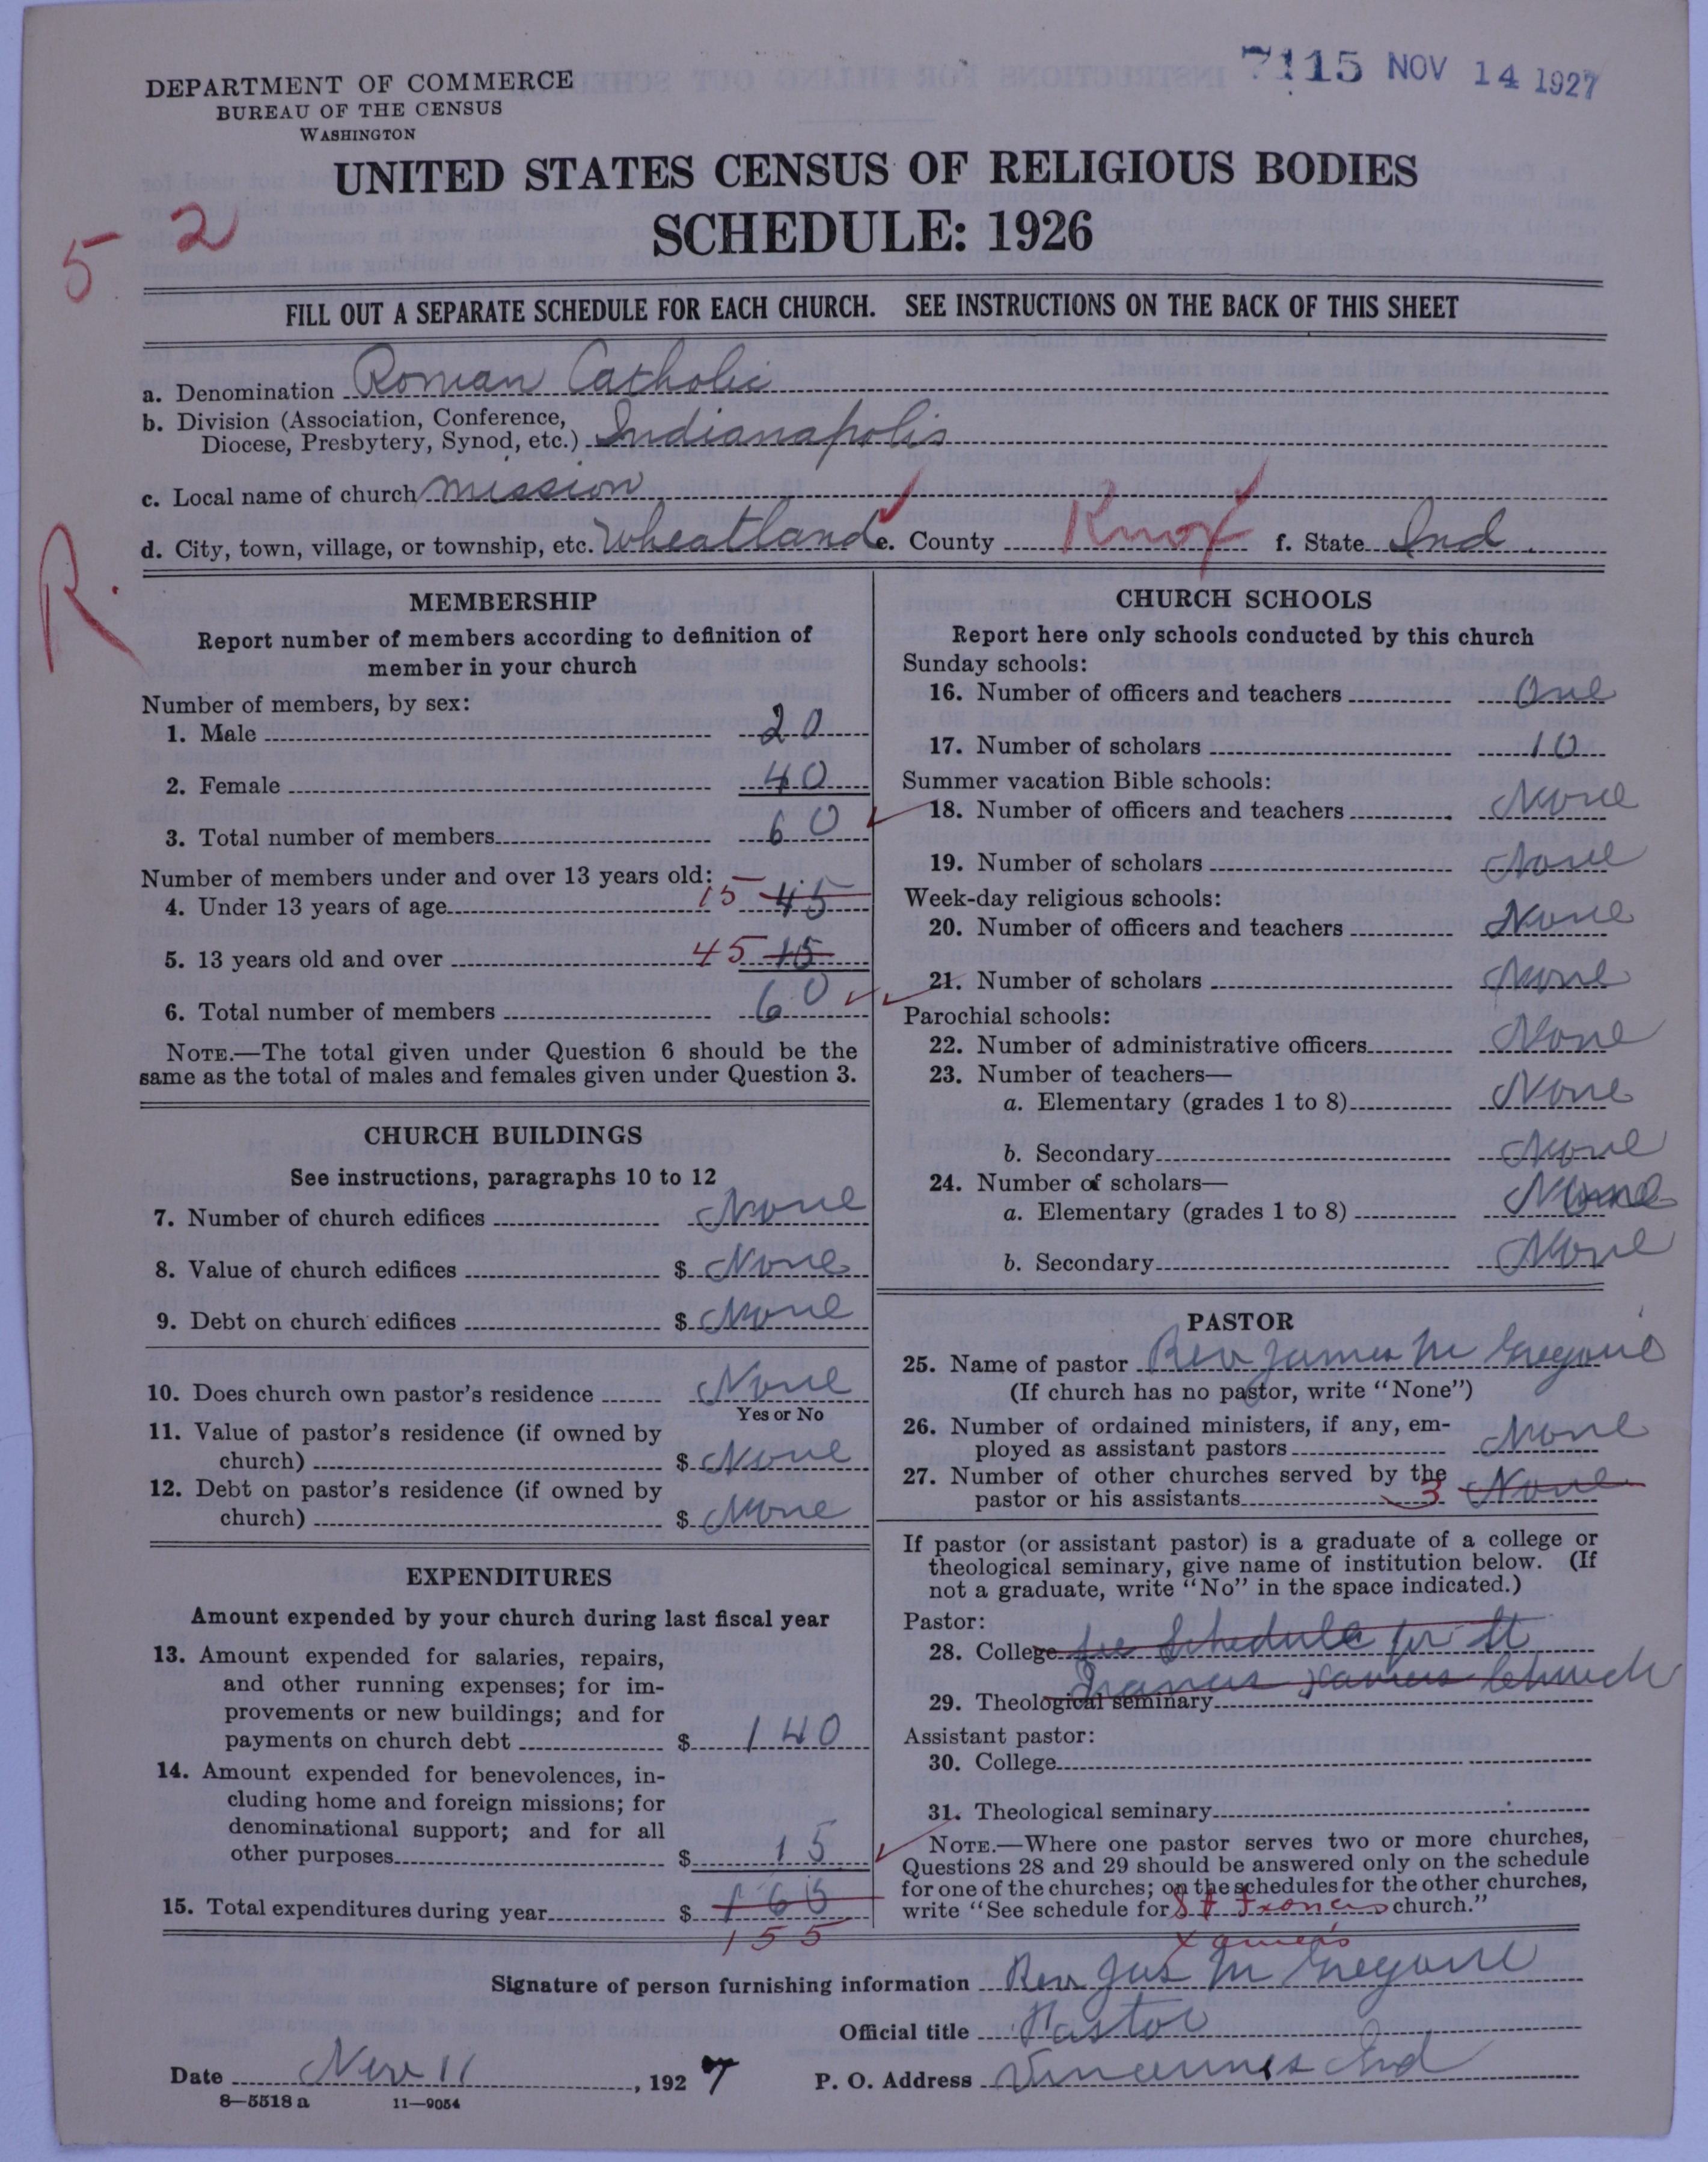 7115 NOV 14 1927
DEPARTMENT OF COMMERCE
BUREAU OF THE CENSUS
WASHINGTON
UNITED STATES CENSUS OF RELIGIOUS BODIES
SCHEDULE: 1926
5 2
FILL OUT A SEPARATE SCHEDULE FOR EACH CHURCH. SEE INSTRUCTIONS ON THE BACK OF THIS SHEET
a. Denomination Roman Catholic
b. Division (Association, Conference,
Diocese, Presbytery, Synod, etc.) Indianapolis
c. Local name of church mission
d. City, town, village, or township, etc. Wheatland e. County Knox f. State Ind
R.
MEMBERSHIP
Report number of members according to definition of
member in your church
Number of members, by sex:
1. Male 20
2. Female 40
3. Total number of members 60
Number of members under and over 13 years old:
4. Under 13 years of age 15 45
5. 13 years old and over 45 15
6. Total number of members 60
NOTE.—The total given under Question 6 should be the
same as the total of males and females given under Question 3.
CHURCH BUILDINGS
See instructions, paragraphs 10 to 12
7. Number of church edifices None
8. Value of church edifices $ None
9. Debt on church edifices $ None
10. Does church own pastor's residence None
Yes or No
11. Value of pastor's residence (if owned by
church) $ None
12. Debt on pastor's residence (if owned by
church) $ None
EXPENDITURES
Amount expended by your church during last fiscal year
13. Amount expended for salaries, repairs,
and other running expenses; for im-
provements or new buildings; and for
payments on church debt $ 140
14. Amount expended for benevolences, in-
cluding home and foreign missions; for
denominational support; and for all
other purposes $ 15
15. Total expenditures during year $ 160
155
CHURCH SCHOOLS
Report here only schools conducted by this church
Sunday schools:
16. Number of officers and teachers One
17. Number of scholars 10
Summer vacation Bible schools:
18. Number of officers and teachers None
19. Number of scholars None
Week-day religious schools:
20. Number of officers and teachers None
21. Number of scholars None
Parochial schools:
22. Number of administrative officers None
23. Number of teachers—
a. Elementary (grades 1 to 8) None
b. Secondary None
24. Number of scholars—
a. Elementary (grades 1 to 8) None
b. Secondary None
PASTOR
25. Name of pastor Rev James M Gregoire
(If church has no pastor, write "None")
26. Number of ordained ministers, if any, em-
ployed as assistant pastors None
27. Number of other churches served by the
pastor or his assistants 3 None
If pastor (or assistant pastor) is a graduate of a college or
theological seminary, give name of institution below. (If
not a graduate, write "No" in the space indicated.)
Pastor:
28. College See Schedule for St
29. Theological seminary Francis Xaviers Church
Assistant pastor:
30. College
31. Theological seminary
NOTE.—Where one pastor serves two or more churches,
Questions 28 and 29 should be answered only on the schedule
for one of the churches; on the schedules for the other churches,
write "See schedule for St Francis church."
Xaviers
Signature of person furnishing information Rev Jas M Gregoire
Official title Pastor
Date Nov 11, 1927 P. O. Address Vincennes Ind
8—5518 a 11—9054